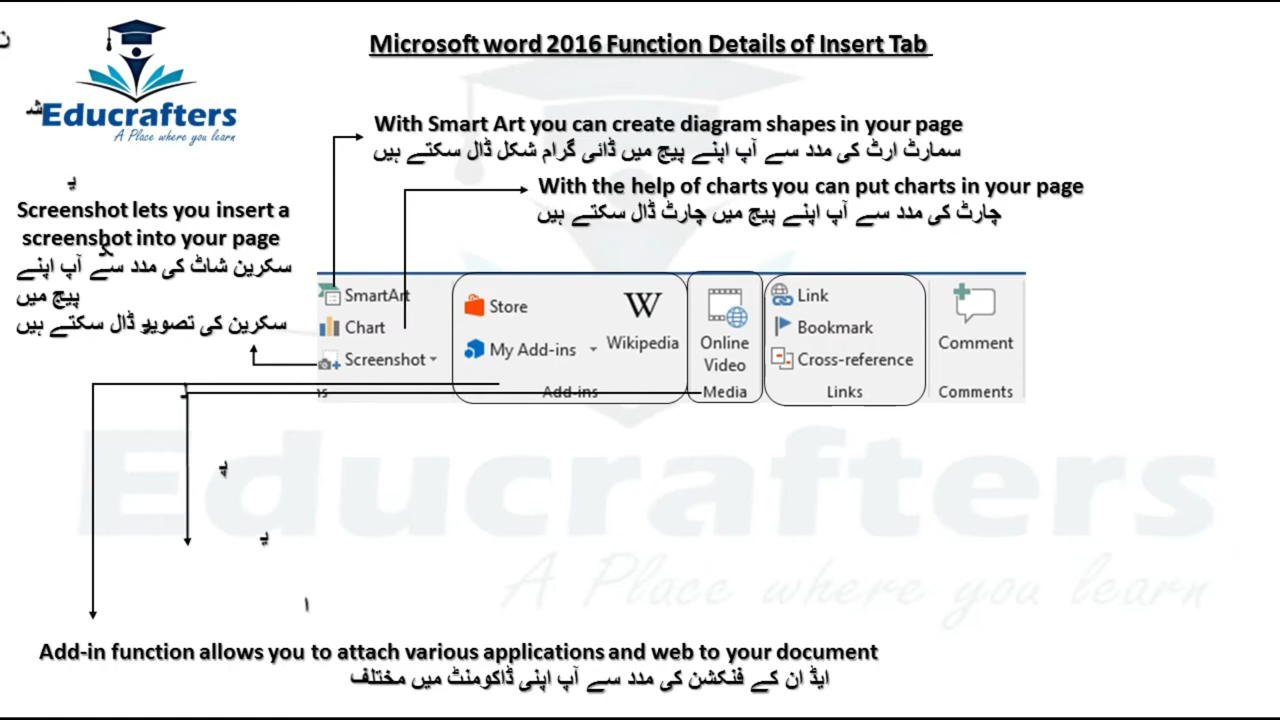 Microsoft word 2016 Function Details of Insert Tab
Educrafters
A Place where you learn
With Smart Art you can create diagram shapes in your page
سمارٹ ارٹ کی مدد سے آپ اپنے پیج میں ڈائی گرام شکل ڈال سکتے ہیں
With the help of charts you can put charts in your page
چارٹ کی مدد سے آپ اپنے پیج میں چارٹ ڈال سکتے ہیں
Screenshot lets you insert a
screenshot into your page
سکرین شاٹ کی مدد سے آپ اپنے
پیج میں
سکرین کی تصویر ڈال سکتے ہیں
SmartArt
Chart
Screenshot
Store
My Add-ins
Wikipedia
Add-ins
Online
Video
Media
Link
Bookmark
Cross-reference
Links
Comment
Comments
Educrafters
A Place where you learn
Add-in function allows you to attach various applications and web to your document
ایڈ ان کے فنکشن کی مدد سے آپ اپنی ڈاکومنٹ میں مختلف